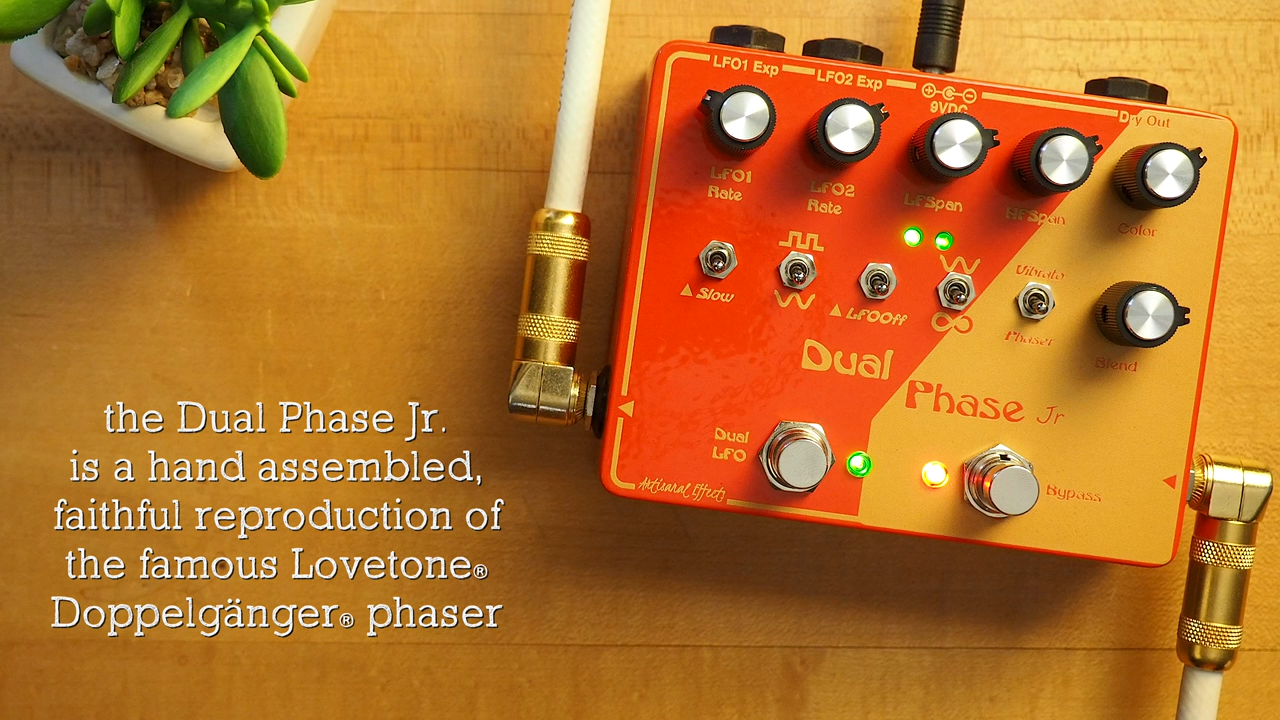 LFO1 Exp
LFO2 Exp
9VDC
Dry Out
LFO1
Rate
LFO2
Rate
LFSpan
HFSpan
Color
Slow
LFOOff
Vibrato
Phaser
Blend
Dual
Phase Jr
Dual
LFO
Bypass
Artisanal Effects
the Dual Phase Jr.
is a hand assembled,
faithful reproduction of
the famous Lovetone®
Doppelgänger® phaser